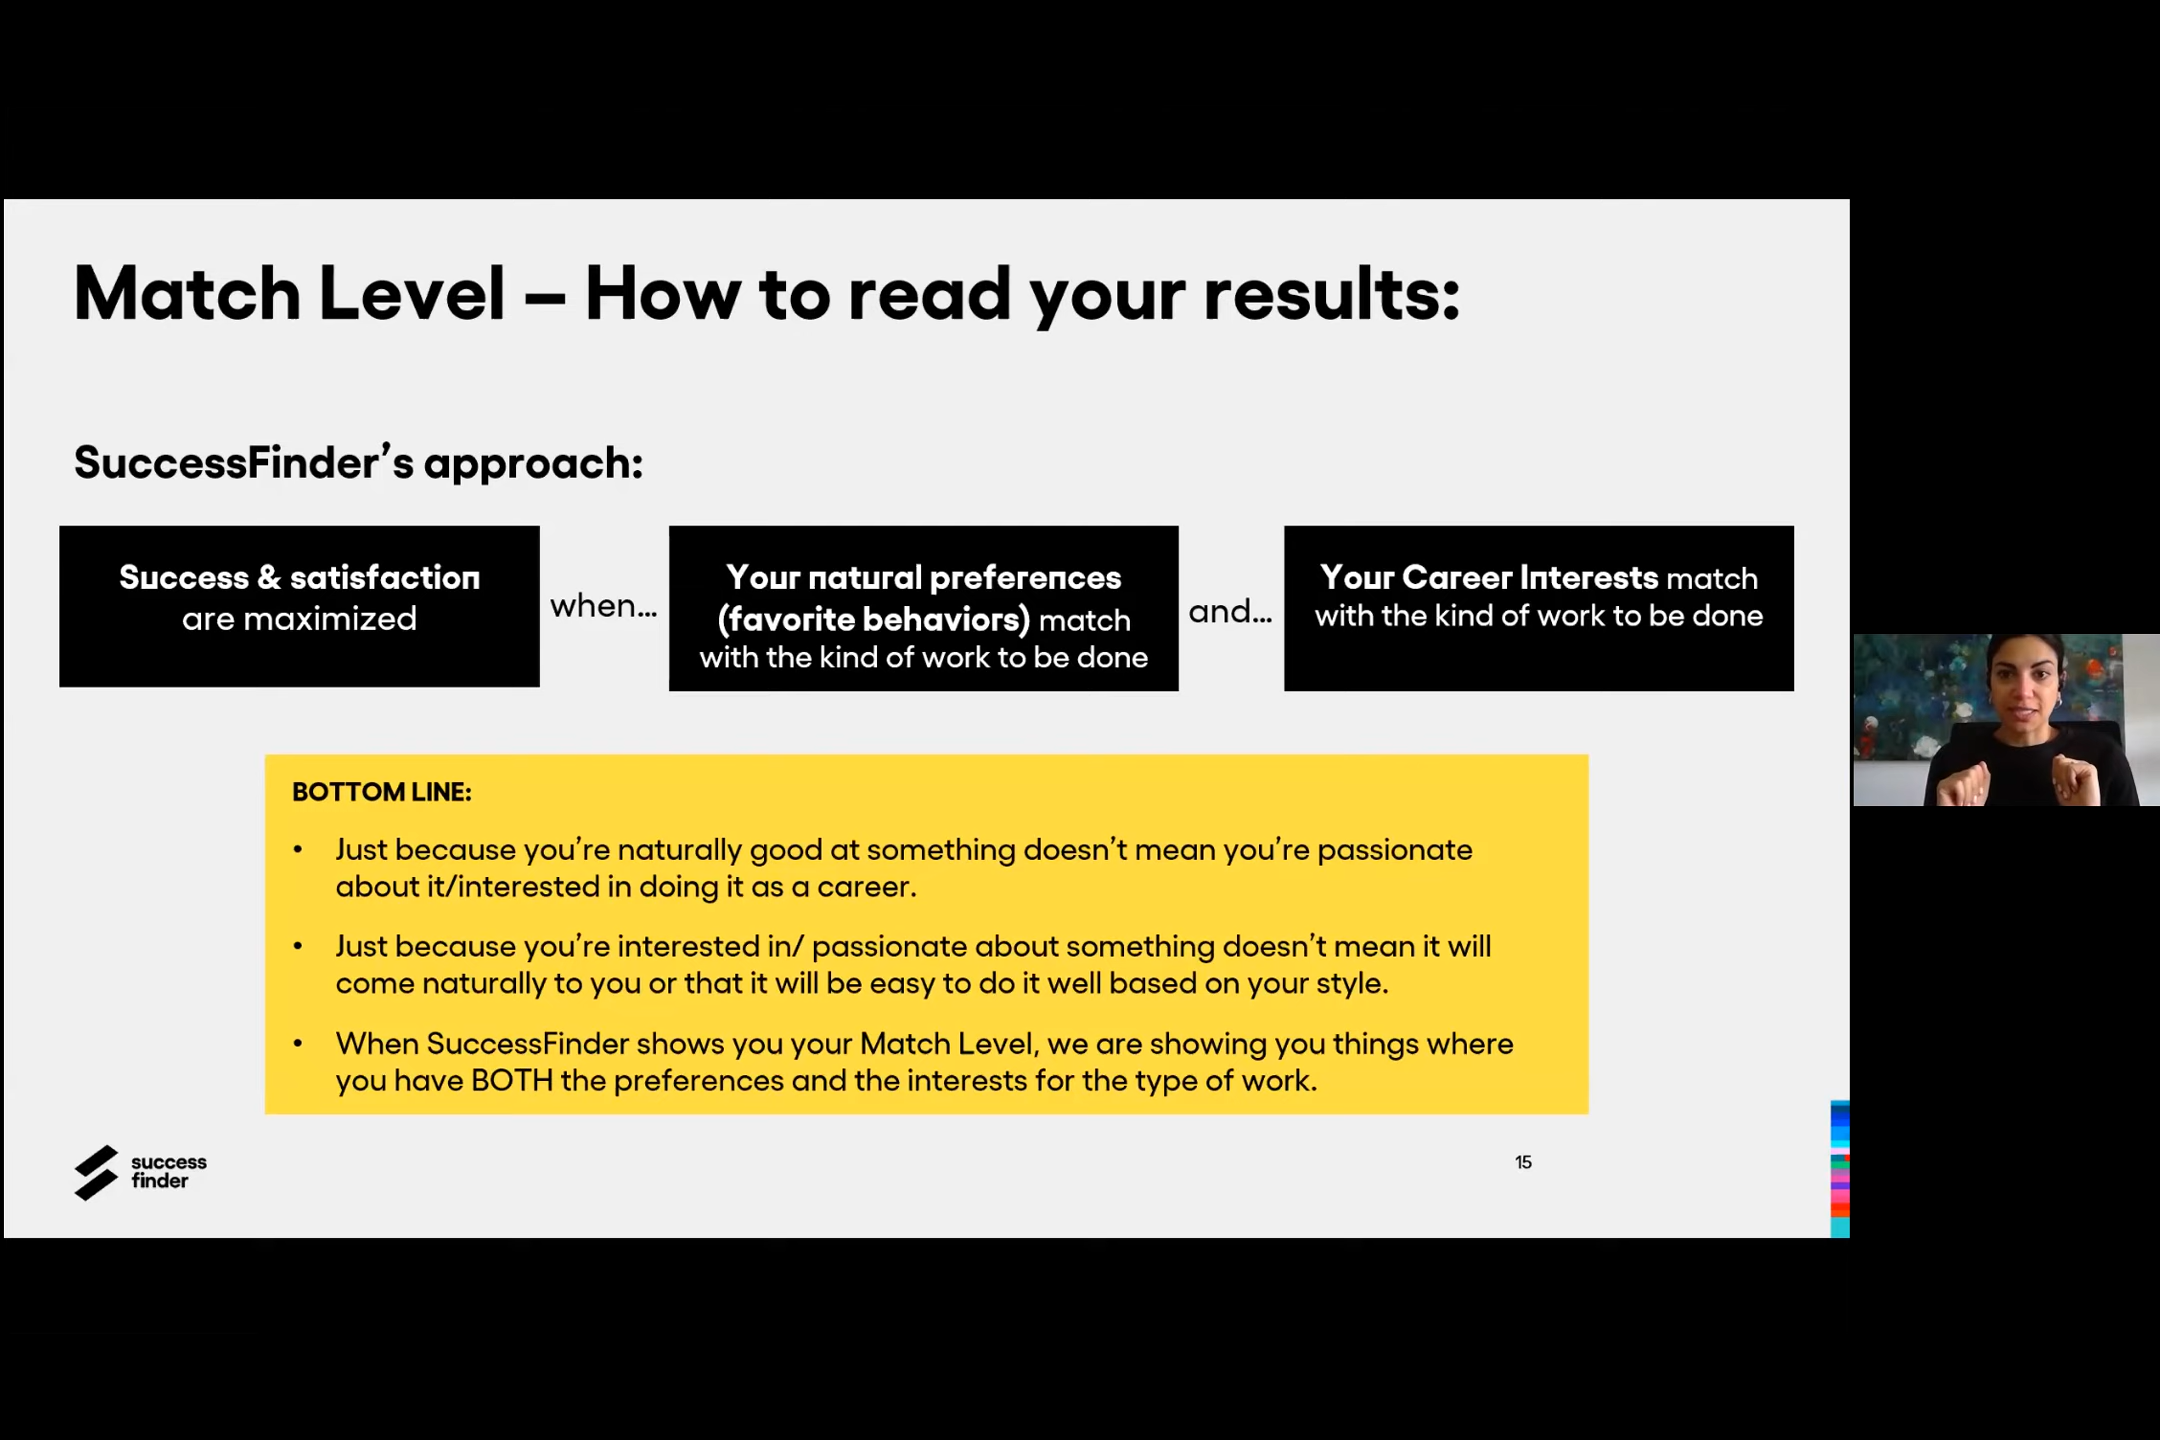 Match Level – How to read your results:
SuccessFinder’s approach:
Success & satisfaction
are maximized
when...
Your natural preferences
(favorite behaviors) match
with the kind of work to be done
and...
Your Career Interests match
with the kind of work to be done
BOTTOM LINE:
• Just because you’re naturally good at something doesn’t mean you’re passionate
about it/interested in doing it as a career.
• Just because you’re interested in/ passionate about something doesn’t mean it will
come naturally to you or that it will be easy to do it well based on your style.
• When SuccessFinder shows you your Match Level, we are showing you things where
you have BOTH the preferences and the interests for the type of work.
success
finder
15